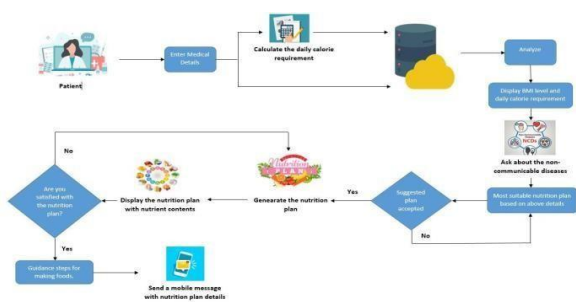 Patient
Enter Medical
Details
Calculate the daily calorie
requirement
Analyze
Display BMI level and
daily calorie requirement
NCDs
Ask about the non-
communicable diseases
Most suitable nutrition plan
based on above details
Suggested
plan
accepted
Yes
No
Nutrition
PLAN
Genearate the nutrition
plan
Display the nutrition plan
with nutrient contents
No
Are you
satisfied with
the nutrition
plan?
Yes
Guidance steps for
making foods.
Send a mobile message
with nutrition plan details